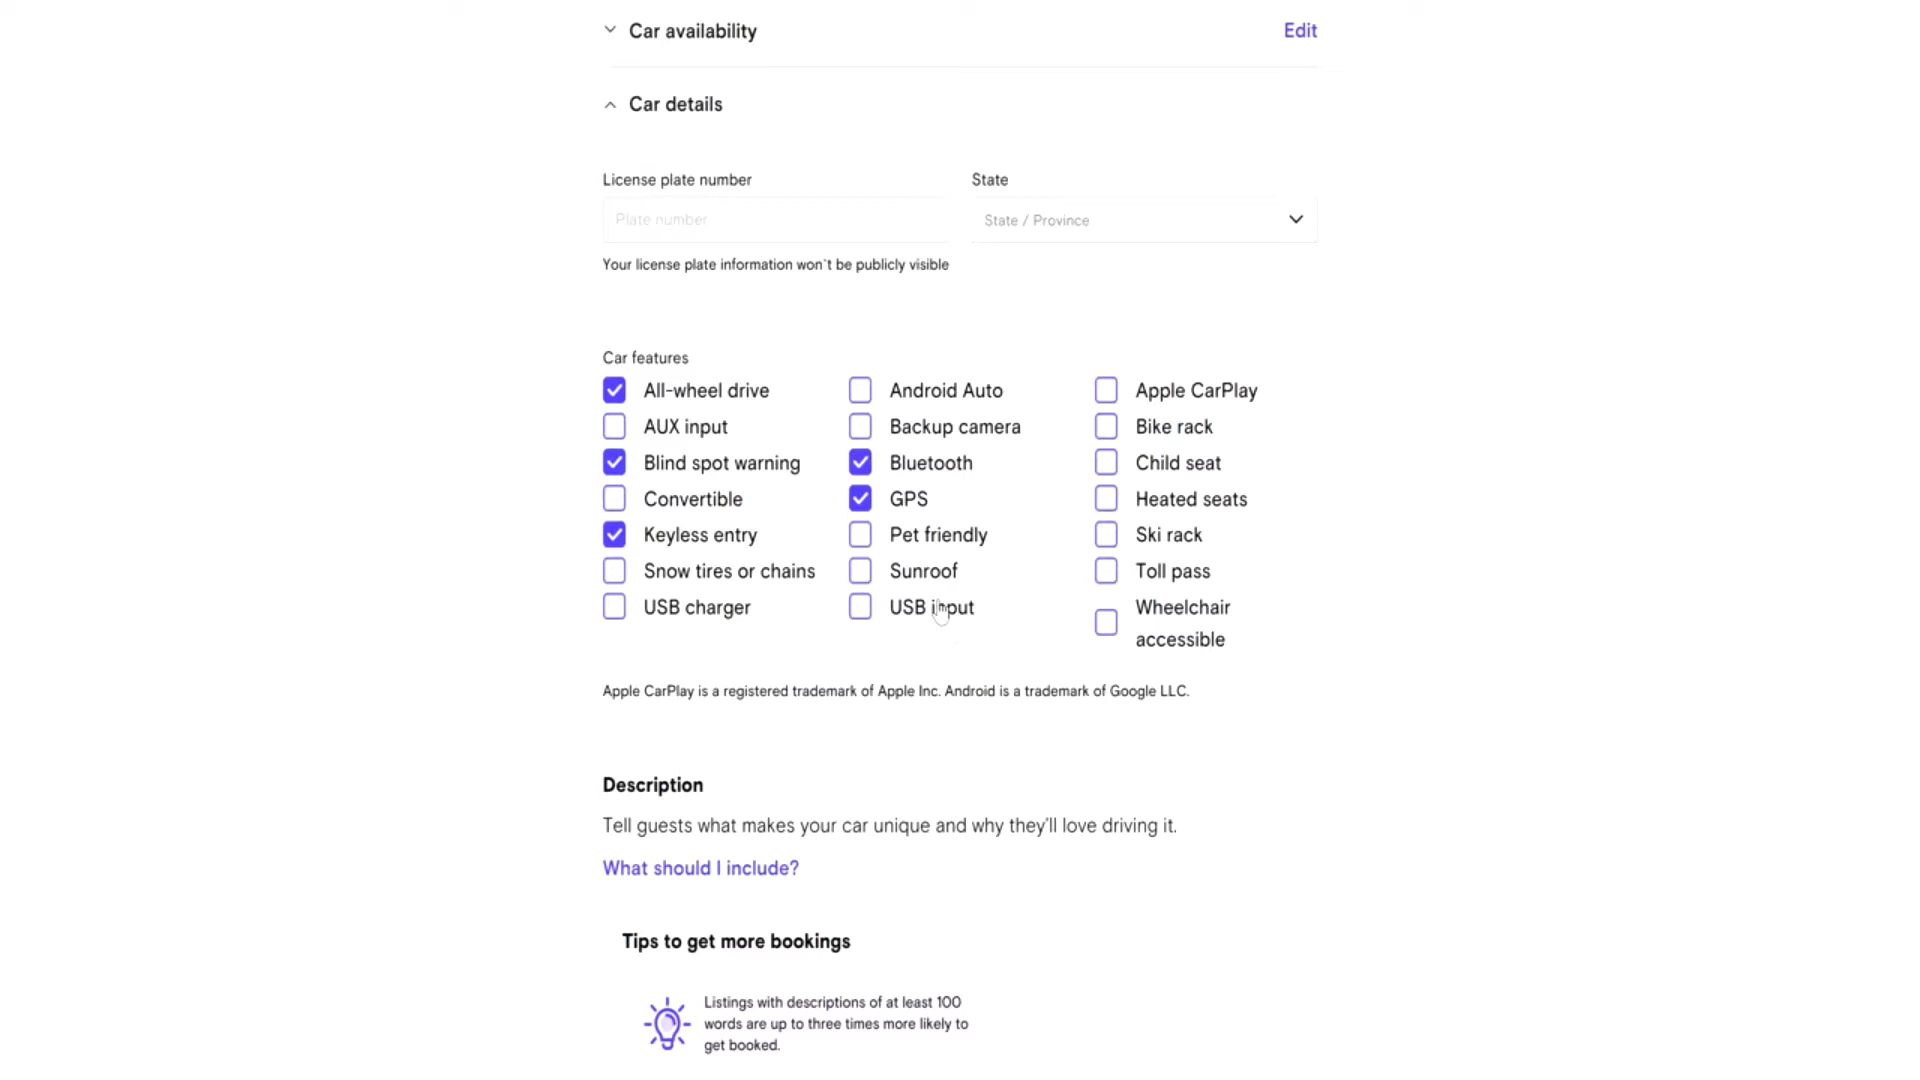 Car availability
Edit
Car details
License plate number
State
Plate number
State / Province
Your license plate information won't be publicly visible
Car features
All-wheel drive
Android Auto
Apple CarPlay
AUX input
Backup camera
Bike rack
Blind spot warning
Bluetooth
Child seat
Convertible
GPS
Heated seats
Keyless entry
Pet friendly
Ski rack
Snow tires or chains
Sunroof
Toll pass
USB charger
USB input
Wheelchair
accessible
Apple CarPlay is a registered trademark of Apple Inc. Android is a trademark of Google LLC.
Description
Tell guests what makes your car unique and why they'll love driving it.
What should I include?
Tips to get more bookings
Listings with descriptions of at least 100
words are up to three times more likely to
get booked.